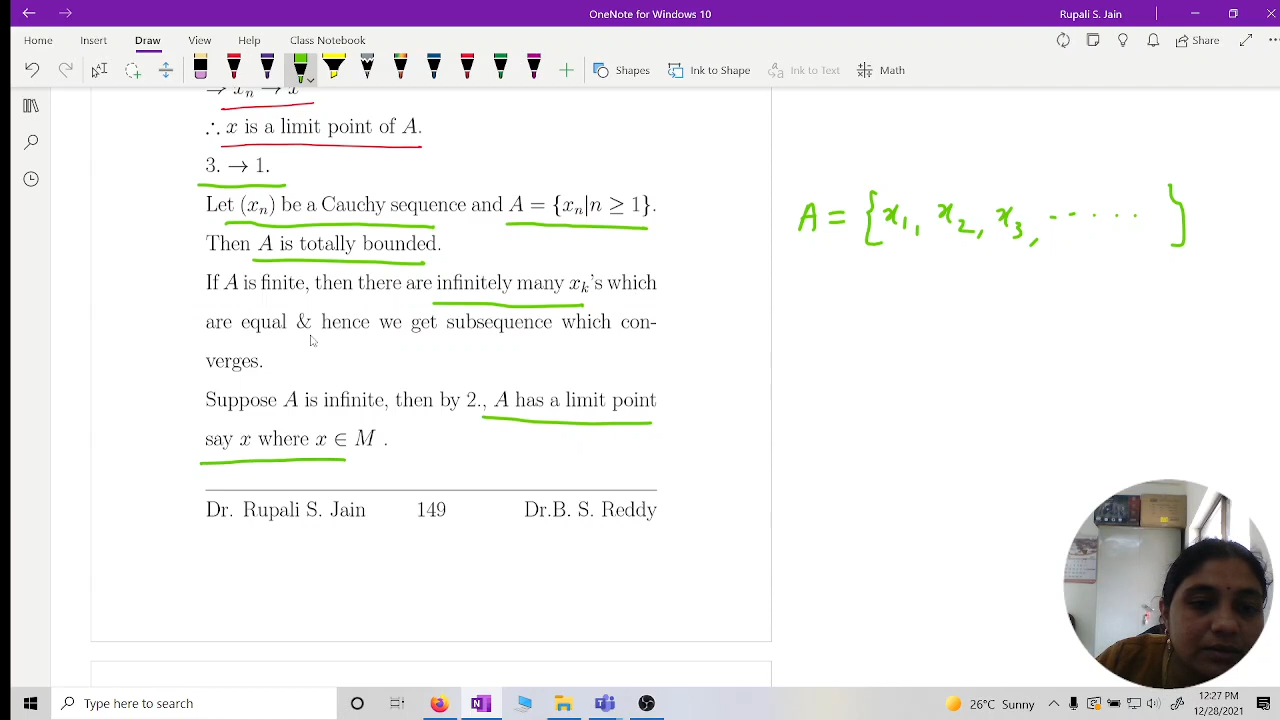 OneNote for Windows 10
Rupali S. Jain
Home Insert Draw View Help Class Notebook
Share
Shapes Ink to Shape Ink to Text Math
→ xₙ → x
∴ x is a limit point of A.
3. → 1.
Let (xₙ) be a Cauchy sequence and A = {xₙ|n ≥ 1}.
Then A is totally bounded.
If A is finite, then there are infinitely many xₖ's which
are equal & hence we get subsequence which con-
verges.
Suppose A is infinite, then by 2., A has a limit point
say x where x ∈ M .
Dr. Rupali S. Jain 149 Dr.B. S. Reddy
A = {x₁, x₂, x₃, ······ }
Type here to search
26°C Sunny
12:27 PM
12/28/2021